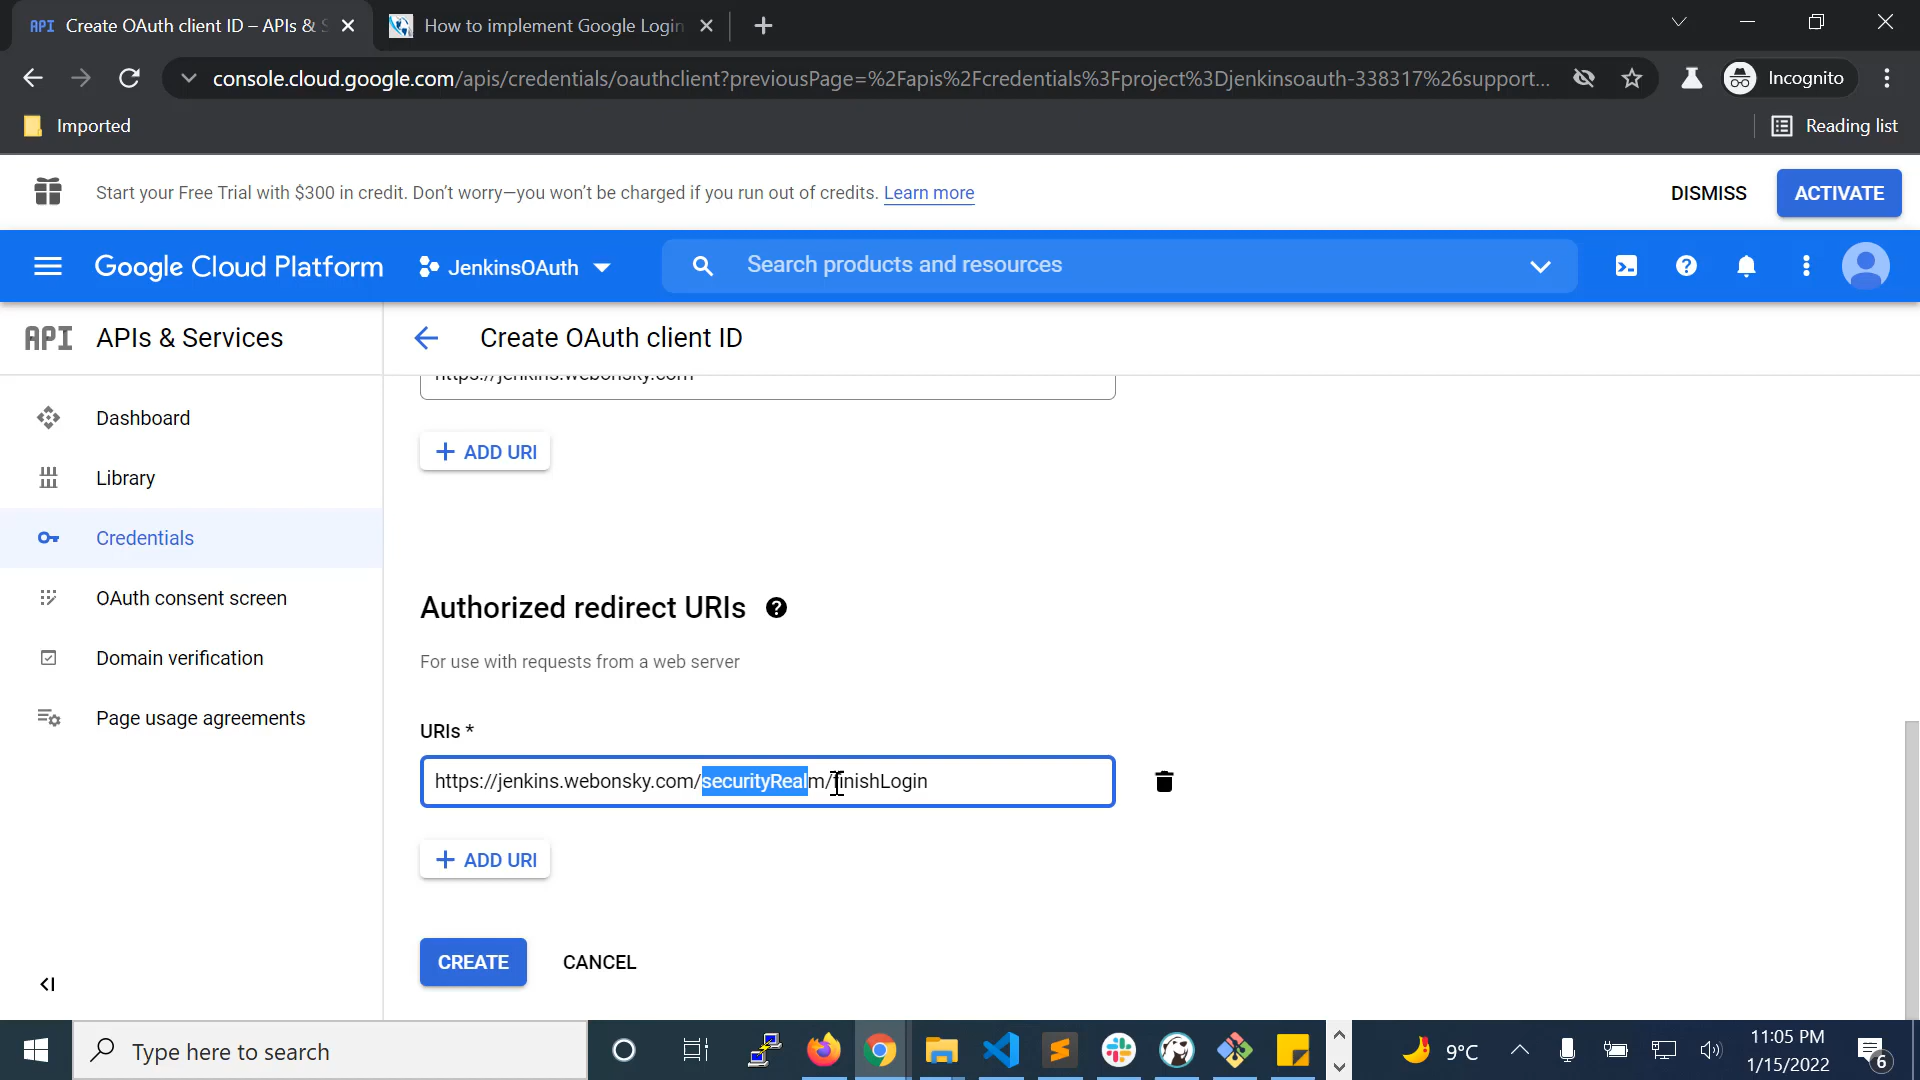 API Create OAuth client ID – APIs & S
How to implement Google Login
console.cloud.google.com/apis/credentials/oauthclient?previousPage=%2Fapis%2Fcredentials%3Fproject%3Djenkinsoauth-338317%26support...
Incognito
Imported
Reading list
Start your Free Trial with $300 in credit. Don't worry—you won't be charged if you run out of credits. Learn more
DISMISS
ACTIVATE
Google Cloud Platform
JenkinsOAuth
Search products and resources
API APIs & Services
Create OAuth client ID
https://jenkins.webonsky.com
Dashboard
Library
Credentials
OAuth consent screen
Domain verification
Page usage agreements
+ ADD URI
Authorized redirect URIs
For use with requests from a web server
URIs *
https://jenkins.webonsky.com/securityRealm/finishLogin
+ ADD URI
CREATE
CANCEL
Type here to search
9°C
11:05 PM
1/15/2022
6